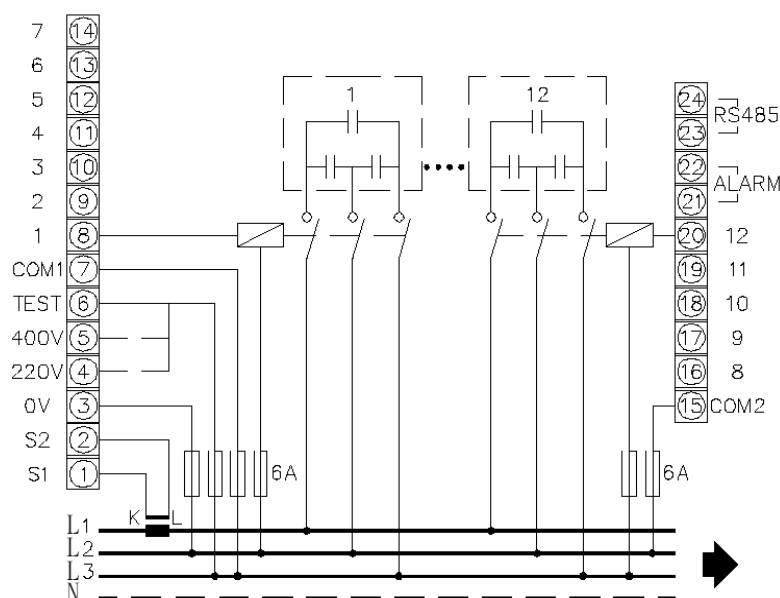 7 14
6 13
5 12
4 11
3 10
2 9
1 8
COM1 7
TEST 6
400V 5
220V 4
0V 3
S2 2
S1 1
1
12
24
RS485
23
22
ALARM
21
20 12
19 11
18 10
17 9
16 8
15 COM2
6A
6A
K L
L1
L2
L3
N